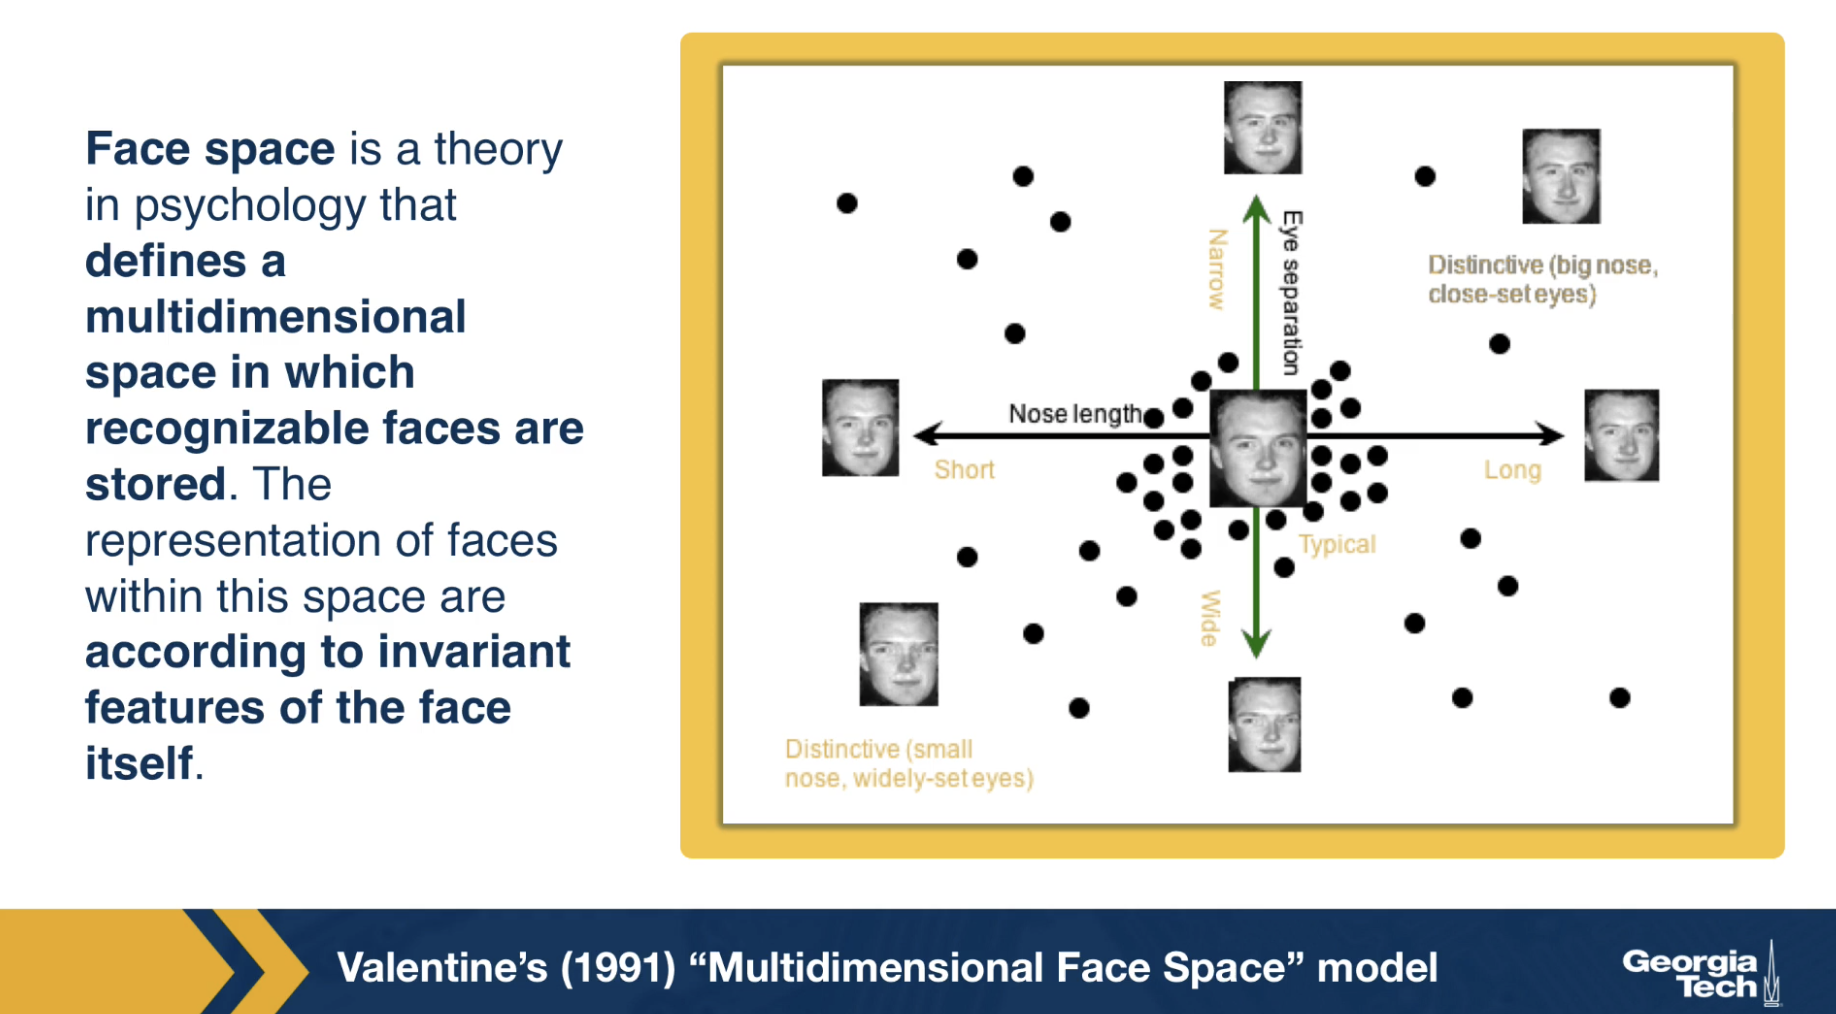 Face space is a theory
in psychology that
defines a
multidimensional
space in which
recognizable faces are
stored. The
representation of faces
within this space are
according to invariant
features of the face
itself.
Narrow
Eye separation
Distinctive (big nose,
close-set eyes)
Nose length
Short
Long
Typical
Wide
Distinctive (small
nose, widely-set eyes)
Valentine's (1991) “Multidimensional Face Space” model
Georgia
Tech